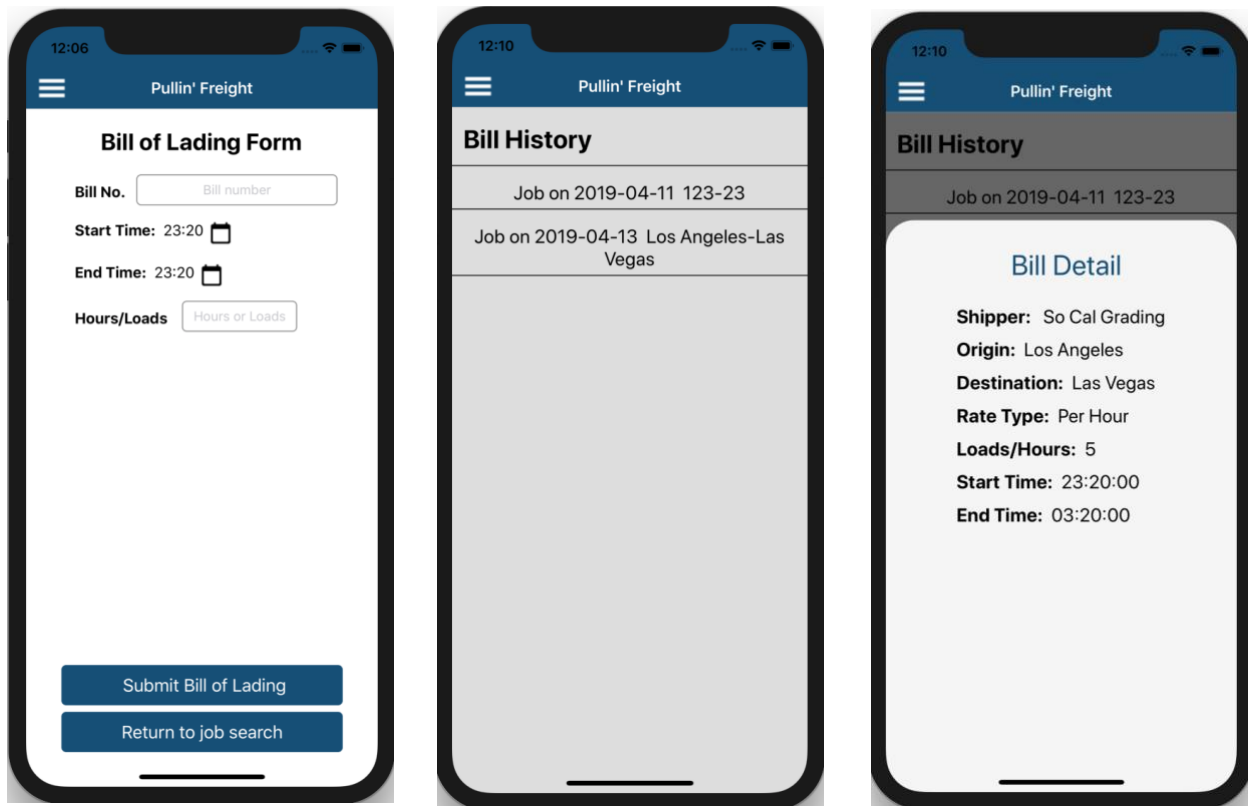 12:06
Pullin' Freight
Bill of Lading Form
Bill No. Bill number
Start Time: 23:20
End Time: 23:20
Hours/Loads Hours or Loads
Submit Bill of Lading
Return to job search
12:10
Pullin' Freight
Bill History
Job on 2019-04-11 123-23
Job on 2019-04-13 Los Angeles-Las
Vegas
12:10
Pullin' Freight
Bill History
Job on 2019-04-11 123-23
Bill Detail
Shipper: So Cal Grading
Origin: Los Angeles
Destination: Las Vegas
Rate Type: Per Hour
Loads/Hours: 5
Start Time: 23:20:00
End Time: 03:20:00